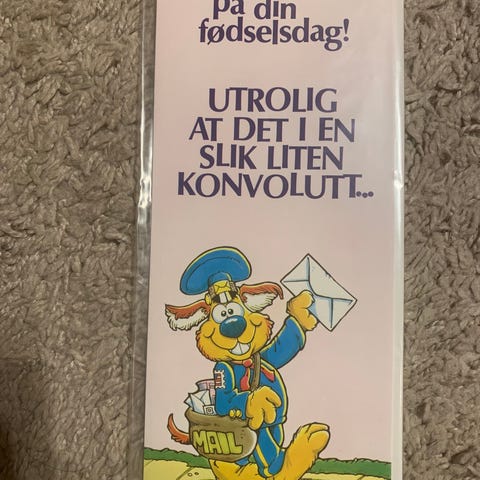 på din
fødselsdag!
UTROLIG
AT DET I EN
SLIK LITEN
KONVOLUTT...
MAIL